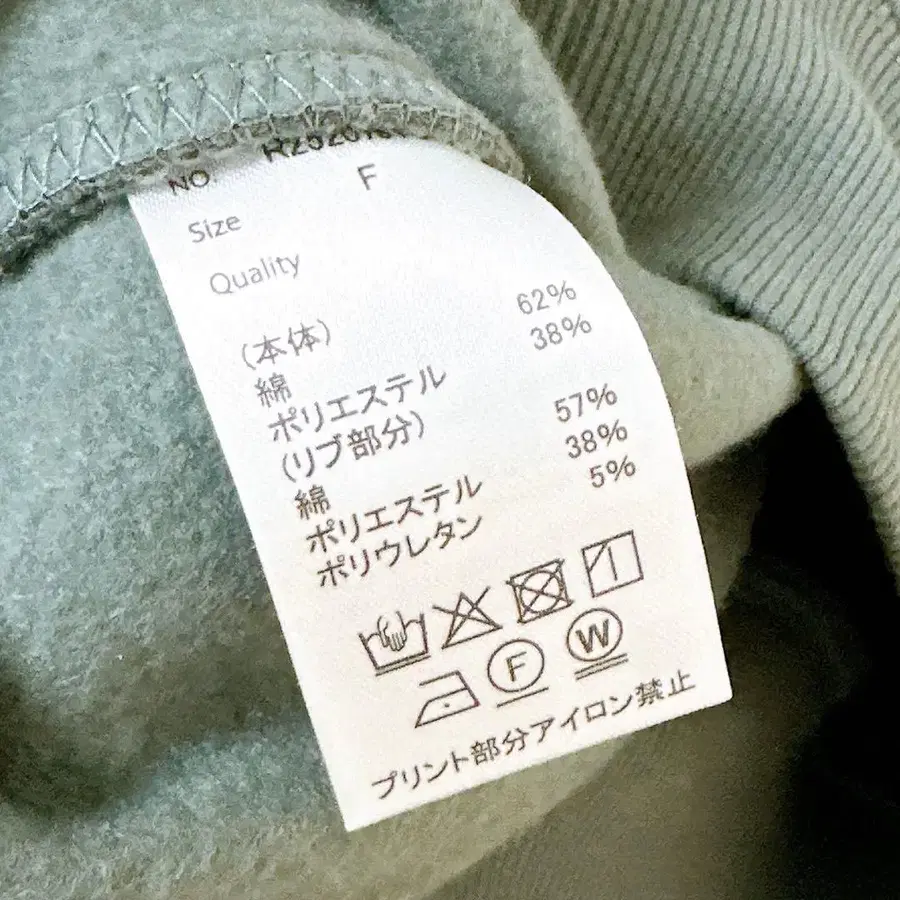 NO.
Size F
Quality
(本体)
綿 62%
ポリエステル 38%
(リブ部分)
綿 57%
ポリエステル 38%
ポリウレタン 5%
F W
プリント部分アイロン禁止